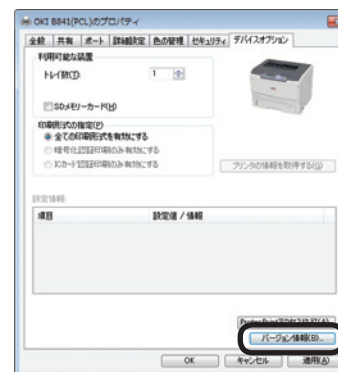 OKI B841(PCL)のプロパティ
全般 共有 ポート 詳細設定 色の管理 セキュリティ デバイスオプション
利用可能な装置
トレイ数(T): 1
SDメモリーカード(H)
印刷形式の指定(P)
全ての印刷形式を有効にする
暗号化認証印刷のみ有効にする
ICカード認証印刷のみ有効にする
プリンタの情報を取得する(G)
設定情報
項目 設定値 / 情報
バージョン情報(B)...
OK キャンセル 適用(A)